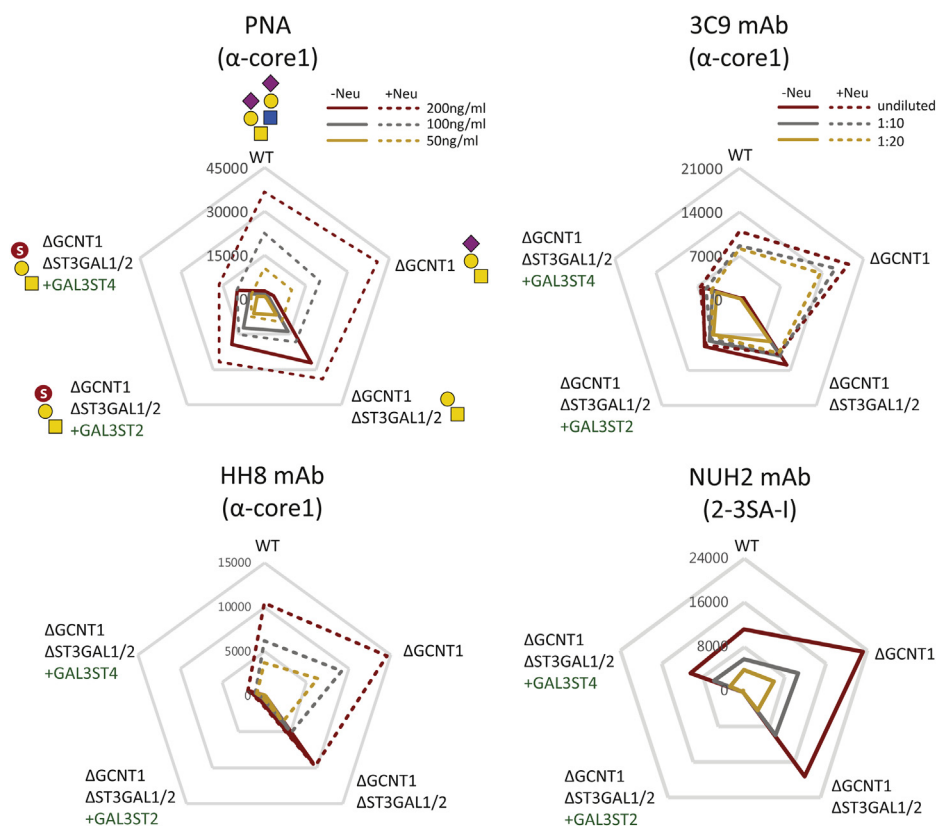 PNA
(α-core1)
-Neu +Neu
200ng/ml
100ng/ml
50ng/ml
WT
45000
30000
15000
0
ΔGCNT1
ΔGCNT1
ΔST3GAL1/2
S
ΔGCNT1
ΔST3GAL1/2
+GAL3ST2
S
ΔGCNT1
ΔST3GAL1/2
+GAL3ST4
3C9 mAb
(α-core1)
-Neu +Neu
undiluted
1:10
1:20
WT
21000
14000
7000
0
ΔGCNT1
ΔGCNT1
ΔST3GAL1/2
ΔGCNT1
ΔST3GAL1/2
+GAL3ST2
ΔGCNT1
ΔST3GAL1/2
+GAL3ST4
HH8 mAb
(α-core1)
WT
15000
10000
5000
0
ΔGCNT1
ΔGCNT1
ΔST3GAL1/2
ΔGCNT1
ΔST3GAL1/2
+GAL3ST2
ΔGCNT1
ΔST3GAL1/2
+GAL3ST4
NUH2 mAb
(2-3SA-I)
WT
24000
16000
8000
0
ΔGCNT1
ΔGCNT1
ΔST3GAL1/2
ΔGCNT1
ΔST3GAL1/2
+GAL3ST2
ΔGCNT1
ΔST3GAL1/2
+GAL3ST4